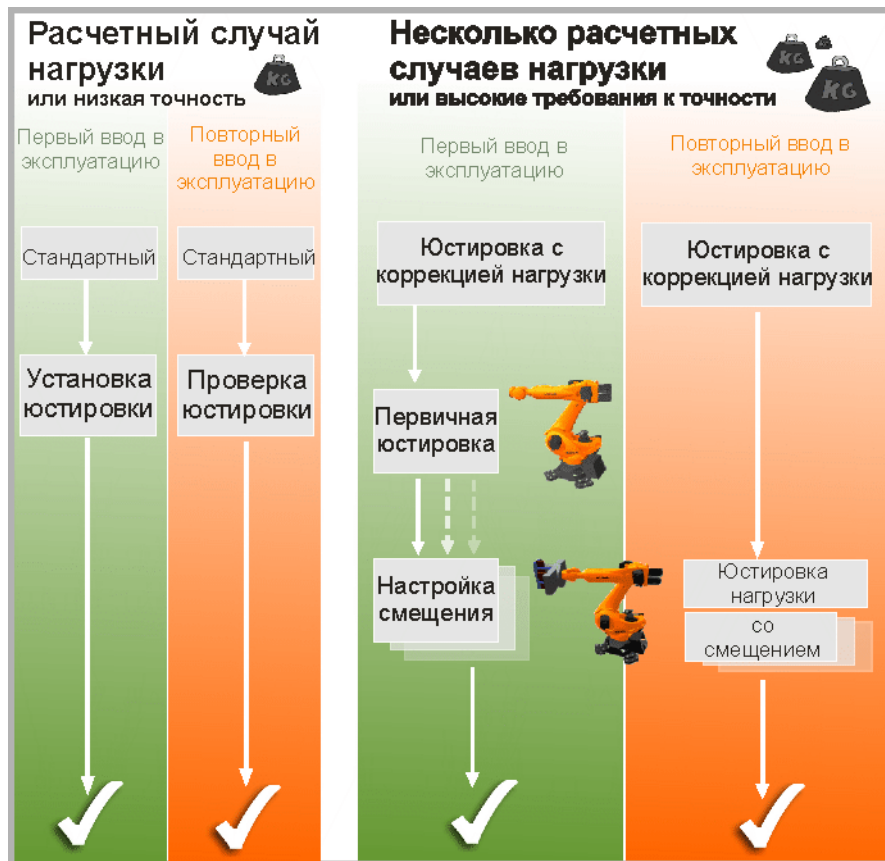 Расчетный случай
нагрузки
KG
или низкая точность
Первый ввод в
эксплуатацию
Повторный
ввод в
эксплуатацию
Стандартный
Стандартный
Установка
юстировки
Проверка
юстировки
Несколько расчетных
случаев нагрузки
или высокие требования к точности
KG
KG
Первый ввод в
эксплуатацию
Повторный ввод в
эксплуатацию
Юстировка с
коррекцией нагрузки
Юстировка с
коррекцией нагрузки
Первичная
юстировка
Настройка
смещения
Юстировка
нагрузки
со
смещением